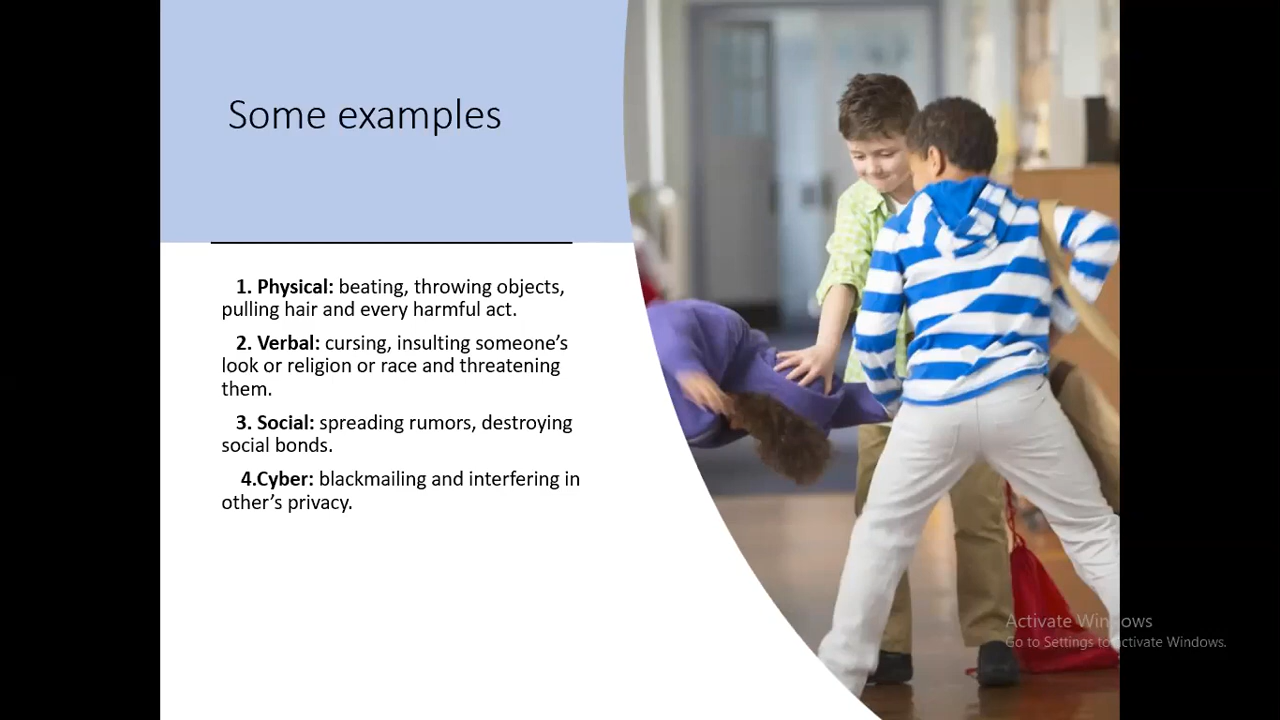 Some examples
1. Physical: beating, throwing objects,
pulling hair and every harmful act.
2. Verbal: cursing, insulting someone’s
look or religion or race and threatening
them.
3. Social: spreading rumors, destroying
social bonds.
4.Cyber: blackmailing and interfering in
other’s privacy.
Activate Windows
Go to Settings to activate Windows.